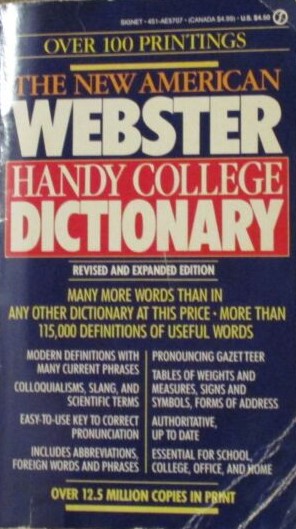 SIGNET • 451-AE5707 • (CANADA $4.99) • U.S. $4.50
OVER 100 PRINTINGS
THE NEW AMERICAN
WEBSTER
HANDY COLLEGE
DICTIONARY
REVISED AND EXPANDED EDITION
MANY MORE WORDS THAN IN
ANY OTHER DICTIONARY AT THIS PRICE • MORE THAN
115,000 DEFINITIONS OF USEFUL WORDS
MODERN DEFINITIONS WITH
MANY CURRENT PHRASES
COLLOQUIALISMS, SLANG, AND
SCIENTIFIC TERMS
EASY-TO-USE KEY TO CORRECT
PRONUNCIATION
INCLUDES ABBREVIATIONS,
FOREIGN WORDS AND PHRASES
PRONOUNCING GAZETTEER
TABLES OF WEIGHTS AND
MEASURES, SIGNS AND
SYMBOLS, FORMS OF ADDRESS
AUTHORITATIVE,
UP TO DATE
ESSENTIAL FOR SCHOOL,
COLLEGE, OFFICE, AND HOME
OVER 12.5 MILLION COPIES IN PRINT